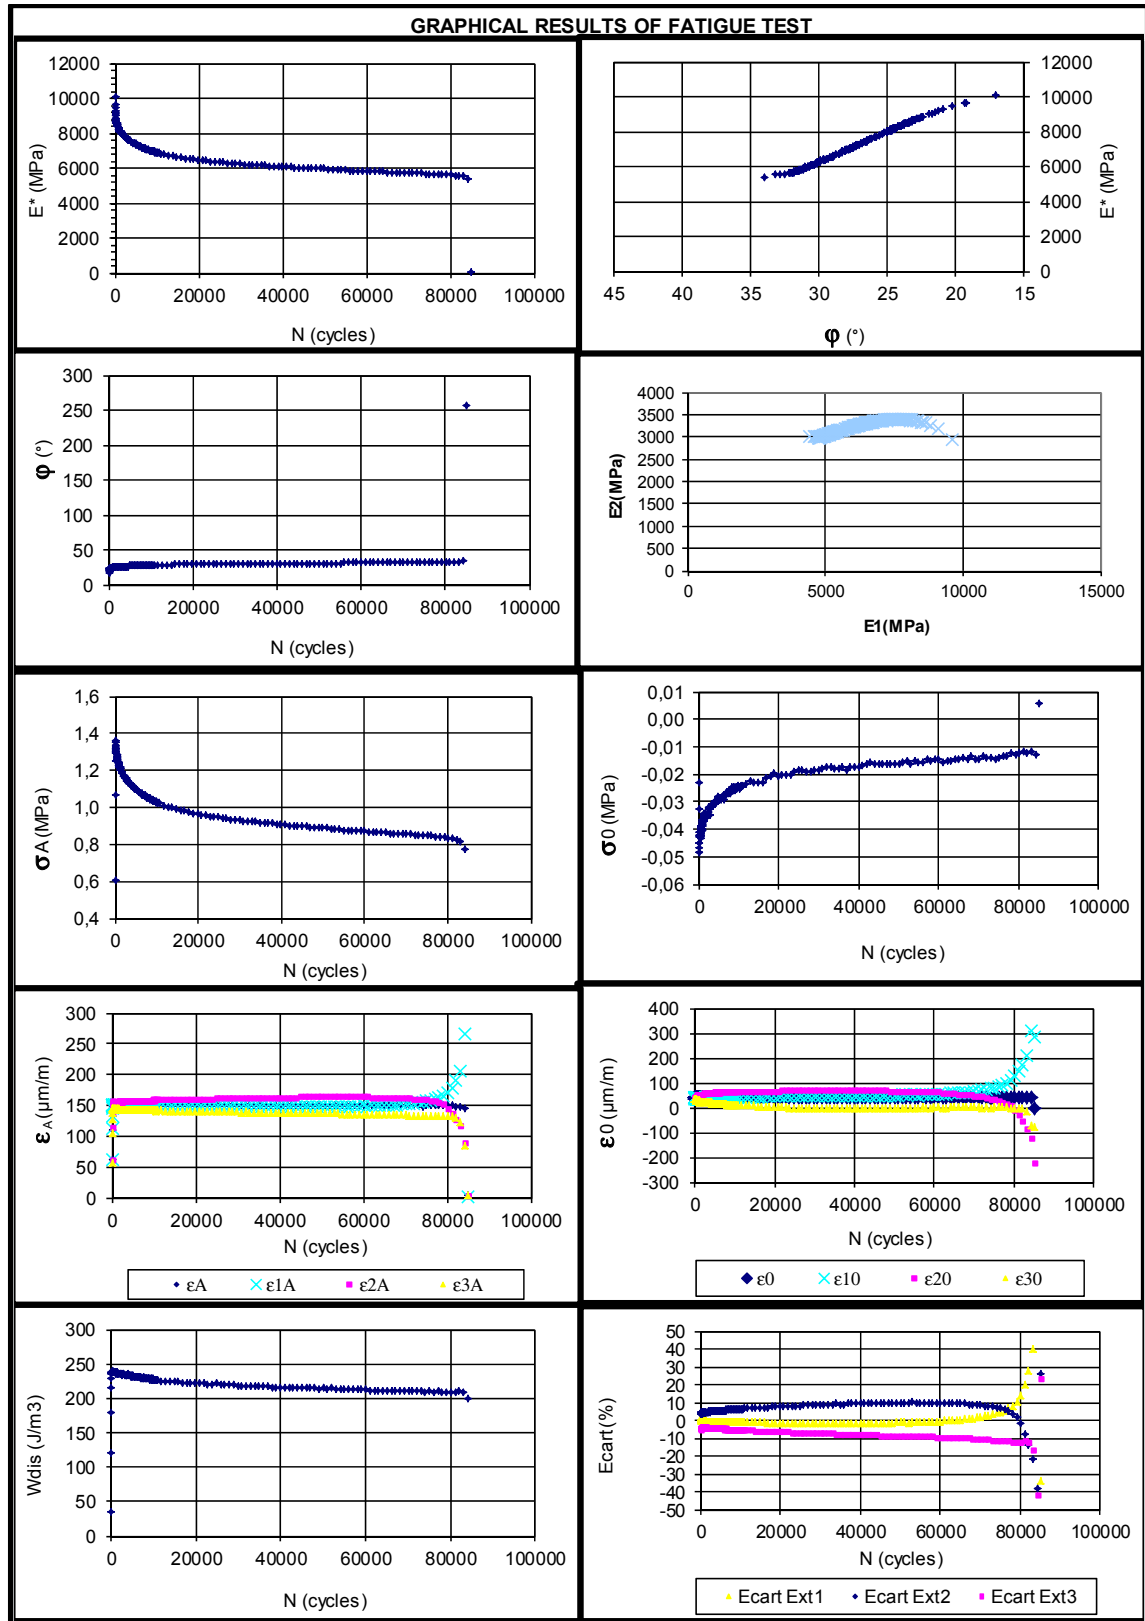 GRAPHICAL RESULTS OF FATIGUE TEST
12000
10000
8000
6000
4000
2000
0
E* (MPa)
0 20000 40000 60000 80000 100000
N (cycles)
12000
10000
8000
6000
4000
2000
0
E* (MPa)
45 40 35 30 25 20 15
φ (°)
300
250
200
150
100
50
0
φ (°)
0 20000 40000 60000 80000 100000
N (cycles)
4000
3500
3000
2500
2000
1500
1000
500
0
E2(MPa)
0 5000 10000 15000
E1(MPa)
1,6
1,4
1,2
1,0
0,8
0,6
0,4
σA (MPa)
0 20000 40000 60000 80000 100000
N (cycles)
0,01
0,00
-0,01
-0,02
-0,03
-0,04
-0,05
-0,06
σ0 (MPa)
0 20000 40000 60000 80000 100000
N (cycles)
300
250
200
150
100
50
0
εA (µm/m)
0 20000 40000 60000 80000 100000
N (cycles)
εA ε1A ε2A ε3A
400
300
200
100
0
-100
-200
-300
ε0 (µm/m)
0 20000 40000 60000 80000 100000
N (cycles)
ε0 ε10 ε20 ε30
300
250
200
150
100
50
0
Wdis (J/m3)
0 20000 40000 60000 80000 100000
N (cycles)
50
40
30
20
10
0
-10
-20
-30
-40
-50
Ecart (%)
0 20000 40000 60000 80000 100000
N (cycles)
Ecart Ext1 Ecart Ext2 Ecart Ext3